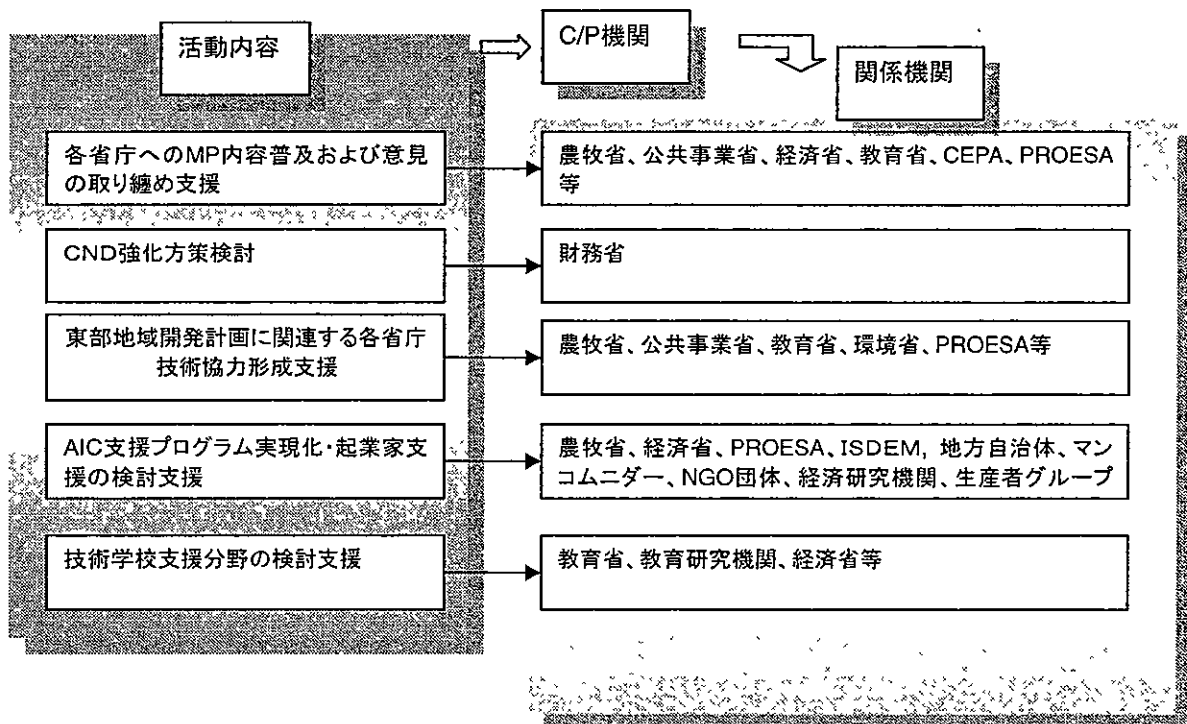 活動内容
C/P機関
関係機関
各省庁へのMP内容普及および意見
の取り纏め支援
農牧省、公共事業省、経済省、教育省、CEPA、PROESA
等
CND強化方策検討
財務省
東部地域開発計画に関連する各省庁
技術協力形成支援
農牧省、公共事業省、教育省、環境省、PROESA等
AIC支援プログラム実現化・起業家支
援の検討支援
農牧省、経済省、PROESA、ISDEM, 地方自治体、マン
コムニダー、NGO団体、経済研究機関、生産者グループ
技術学校支援分野の検討支援
教育省、教育研究機関、経済省等